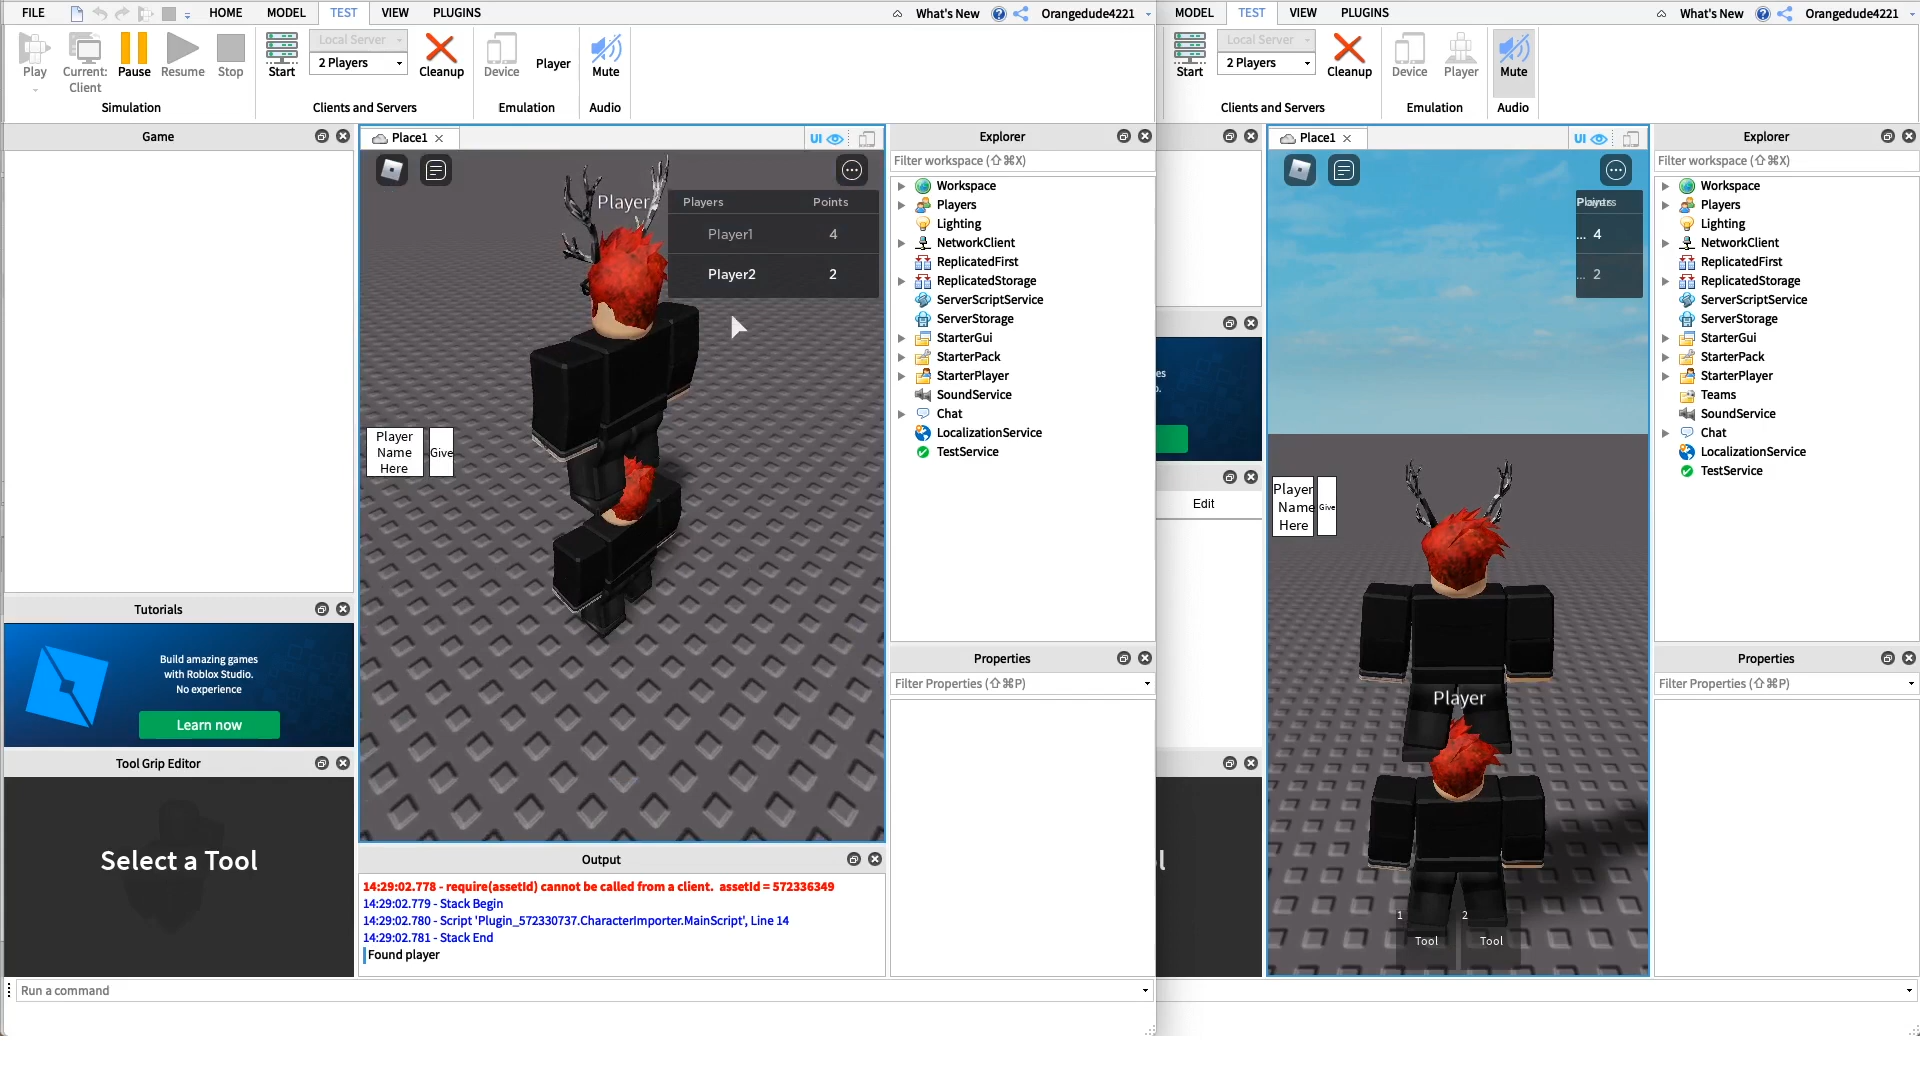 FILE HOME MODEL TEST VIEW PLUGINS What's New Orangedude4221
Play Current: Client Pause Resume Stop
Simulation
Start Local Server 2 Players Cleanup
Clients and Servers
Device Player
Emulation
Mute
Audio
Game
Tutorials
Build amazing games
with Roblox Studio.
No experience
Learn now
Tool Grip Editor
Select a Tool
Place1
UI
Player
Players Points
Player1 4
Player2 2
Player
Name
Here
Give
Output
14:29:02.778 - require(assetId) cannot be called from a client.  assetId = 572336349
14:29:02.779 - Stack Begin
14:29:02.780 - Script 'Plugin_572330737.CharacterImporter.MainScript', Line 14
14:29:02.781 - Stack End
Found player
Run a command
Explorer
Filter workspace (⇧⌘X)
Workspace
Players
Lighting
NetworkClient
ReplicatedFirst
ReplicatedStorage
ServerScriptService
ServerStorage
StarterGui
StarterPack
StarterPlayer
SoundService
Chat
LocalizationService
TestService
Properties
Filter Properties (⇧⌘P)
MODEL TEST VIEW PLUGINS What's New Orangedude4221
Start Local Server 2 Players Cleanup
Clients and Servers
Device Player
Emulation
Mute
Audio
es
o.
Edit
Place1
UI
... 4
... 2
Player
Name
Here
Give
Player
1 2
Tool Tool
Explorer
Filter workspace (⇧⌘X)
Workspace
Players
Lighting
NetworkClient
ReplicatedFirst
ReplicatedStorage
ServerScriptService
ServerStorage
StarterGui
StarterPack
StarterPlayer
Teams
SoundService
Chat
LocalizationService
TestService
Properties
Filter Properties (⇧⌘P)